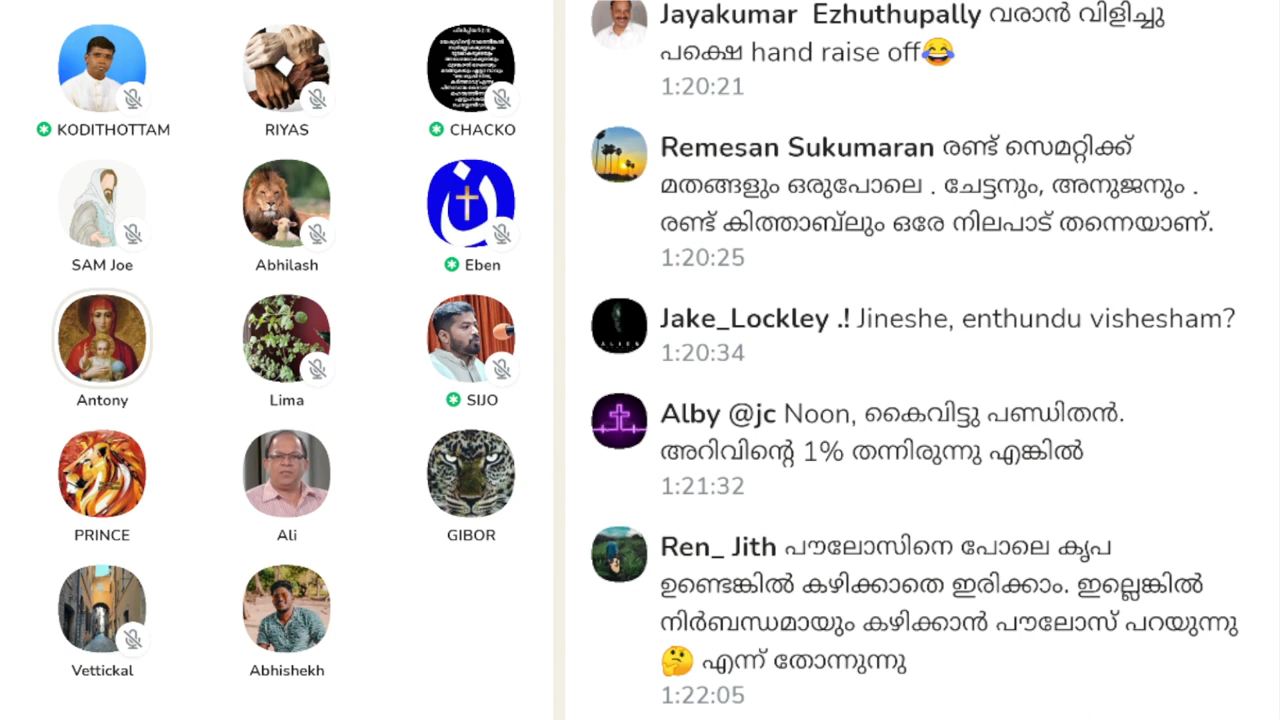 KODITHOTTAM
RIYAS
CHACKO
SAM Joe
Abhilash
Eben
Antony
Lima
SIJO
PRINCE
Ali
GIBOR
Vettickal
Abhishekh
Jayakumar Ezhuthupally വരാൻ വിളിച്ചു
പക്ഷെ hand raise off😂
1:20:21
Remesan Sukumaran രണ്ട് സെമറ്റിക്ക്
മതങ്ങളും ഒരുപോലെ . ചേട്ടനും, അനുജനും .
രണ്ട് കിത്താബ്‌ലും ഒരേ നിലപാട് തന്നെയാണ്.
1:20:25
Jake_Lockley .! Jineshe, enthundu vishesham?
1:20:34
Alby @jc Noon, കൈവിട്ടു പണ്ഡിതൻ.
അറിവിന്റെ 1% തന്നിരുന്നു എങ്കിൽ
1:21:32
Ren_ Jith പൗലോസിനെ പോലെ കൃപ
ഉണ്ടെങ്കിൽ കഴിക്കാതെ ഇരിക്കാം. ഇല്ലെങ്കിൽ
നിർബന്ധമായും കഴിക്കാൻ പൗലോസ് പറയുന്നു
🤔 എന്ന് തോന്നുന്നു
1:22:05